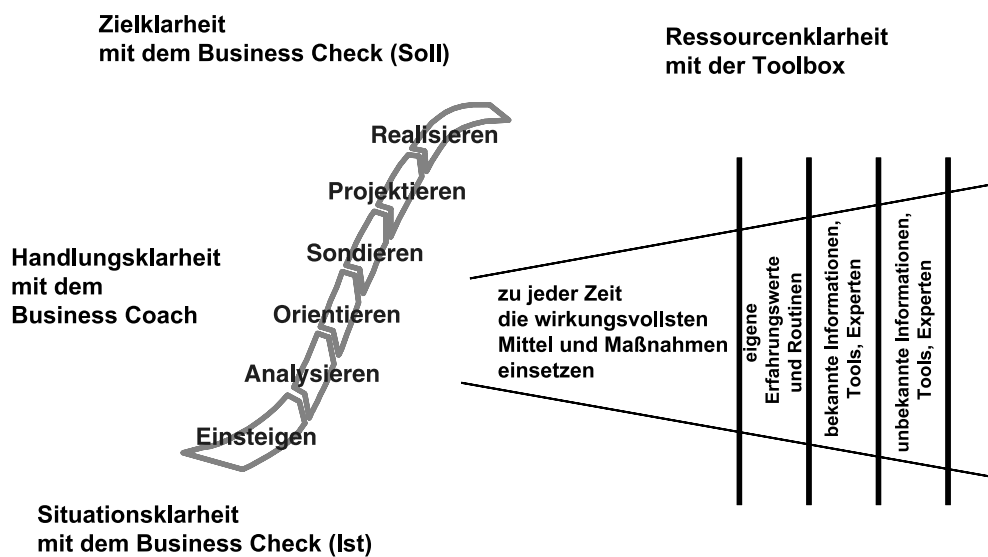 Zielklarheit
mit dem Business Check (Soll)
Ressourcenklarheit
mit der Toolbox
Realisieren
Projektieren
Sondieren
Orientieren
Analysieren
Einsteigen
Handlungsklarheit
mit dem
Business Coach
zu jeder Zeit
die wirkungsvollsten
Mittel und Maßnahmen
einsetzen
eigene
Erfahrungswerte
und Routinen
bekannte Informationen,
Tools, Experten
unbekannte Informationen,
Tools, Experten
Situationsklarheit
mit dem Business Check (Ist)